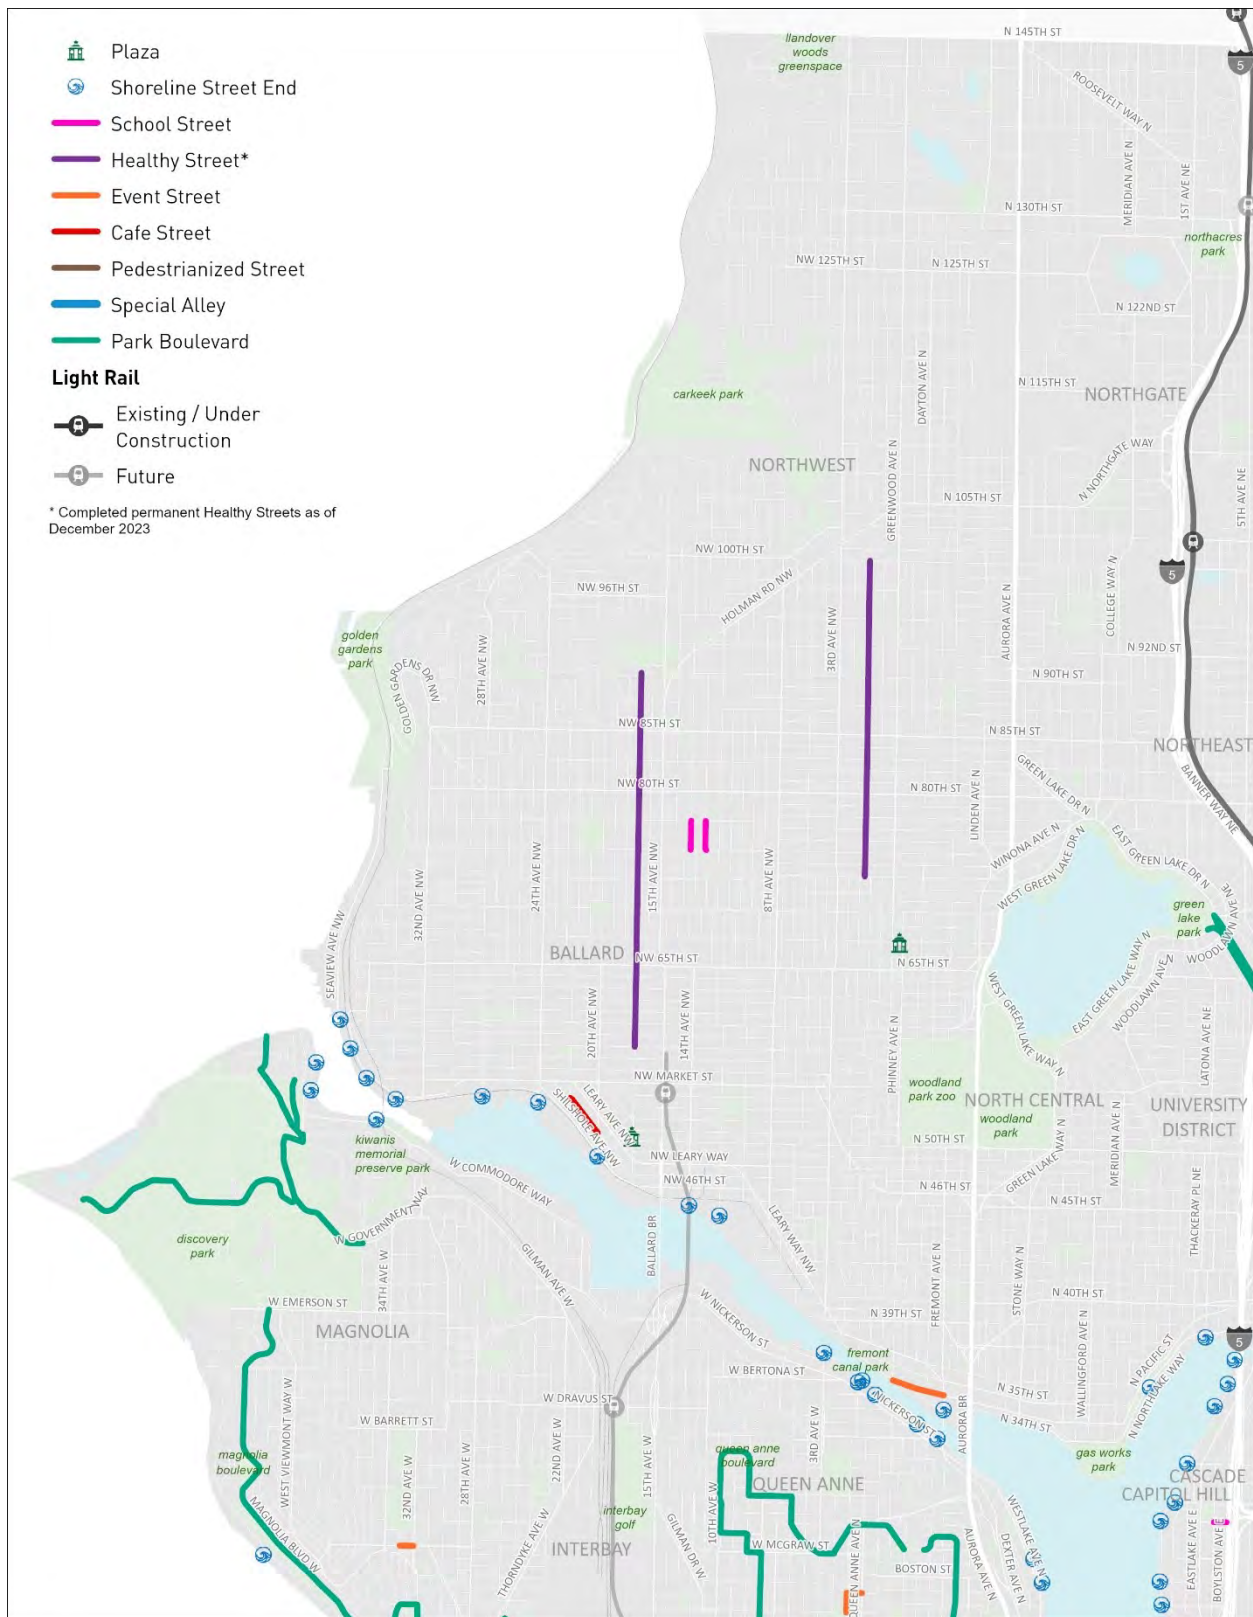 Plaza
Shoreline Street End
School Street
Healthy Street*
Event Street
Cafe Street
Pedestrianized Street
Special Alley
Park Boulevard
Light Rail
Existing / Under
Construction
Future
* Completed permanent Healthy Streets as of
December 2023
llandover
woods
greenspace
N 145TH ST
5
ROOSEVELT WAY N
MERIDIAN AVE N
1ST AVE NE
N 130TH ST
northacres
park
NW 125TH ST
N 125TH ST
N 122ND ST
carkeek park
DAYTON AVE N
N 115TH ST
NORTHGATE
NORTHWEST
GREENWOOD AVE N
N NORTHGATE WAY
5TH AVE NE
N 105TH ST
NW 100TH ST
NW 96TH ST
HOLMAN RD NW
3RD AVE NW
AURORA AVE N
COLLEGE WAY N
5
golden
gardens
park
GOLDEN GARDENS DR NW
28TH AVE NW
N 92ND ST
N 90TH ST
NW 85TH ST
N 85TH ST
NORTHEAST
BANNER WAY NE
NW 80TH ST
N 80TH ST
LINDEN AVE N
GREEN LAKE DR N
WINONA AVE N
WEST GREEN LAKE DR N
EAST GREEN LAKE DR N
32ND AVE NW
24TH AVE NW
15TH AVE NW
8TH AVE NW
green
lake
park
WOODLAWN AVE NE
SEAVIEW AVE NW
BALLARD
NW 65TH ST
N 65TH ST
WOODLAWN AVE N
EAST GREEN LAKE WAY N
WEST GREEN LAKE WAY N
20TH AVE NW
14TH AVE NW
PHINNEY AVE N
LATONA AVE NE
NW MARKET ST
woodland
park zoo
NORTH CENTRAL
woodland
park
UNIVERSITY
DISTRICT
LEARY AVE NW
SHILSHOLE AVE NW
kiwanis
memorial
preserve park
N 50TH ST
NW LEARY WAY
MERIDIAN AVE N
GREEN LAKE WAY N
W COMMODORE WAY
NW 46TH ST
N 46TH ST
N 45TH ST
THACKERAY PL NE
W GOVERNMENT WAY
discovery
park
BALLARD BR
LEARY WAY NW
34TH AVE W
GILMAN AVE W
FREMONT AVE N
STONE WAY N
W EMERSON ST
N 40TH ST
MAGNOLIA
W NICKERSON ST
N 39TH ST
WALLINGFORD AVE N
5
fremont
canal park
N PACIFIC ST
N NORTHLAKE WAY
W BERTONA ST
W DRAVUS ST
N 35TH ST
NICKERSON ST
AURORA BR
N 34TH ST
WEST VIEWMONT WAY W
W BARRETT ST
22ND AVE W
3RD AVE W
magnolia
boulevard
32ND AVE W
28TH AVE W
15TH AVE W
queen anne
boulevard
QUEEN ANNE
gas works
park
CASCADE
CAPITOL HILL
MAGNOLIA BLVD W
THORNDYKE AVE W
interbay
golf
INTERBAY
GILMAN DR W
10TH AVE W
W MCGRAW ST
QUEEN ANNE AVE N
BOSTON ST
AURORA AVE N
DEXTER AVE N
WESTLAKE AVE N
EASTLAKE AVE E
BOYLSTON AVE E